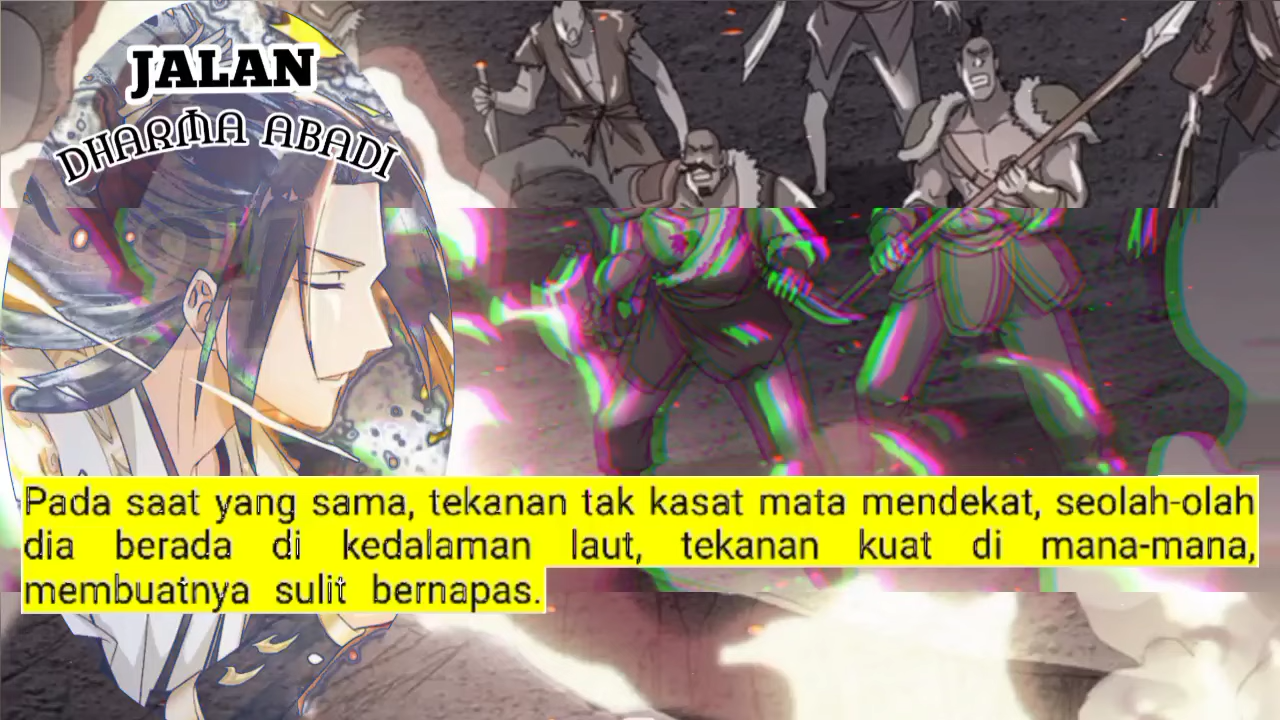 JALAN
DHARMA ABADI
Pada saat yang sama, tekanan tak kasat mata mendekat, seolah-olah
dia berada di kedalaman laut, tekanan kuat di mana-mana,
membuatnya sulit bernapas.